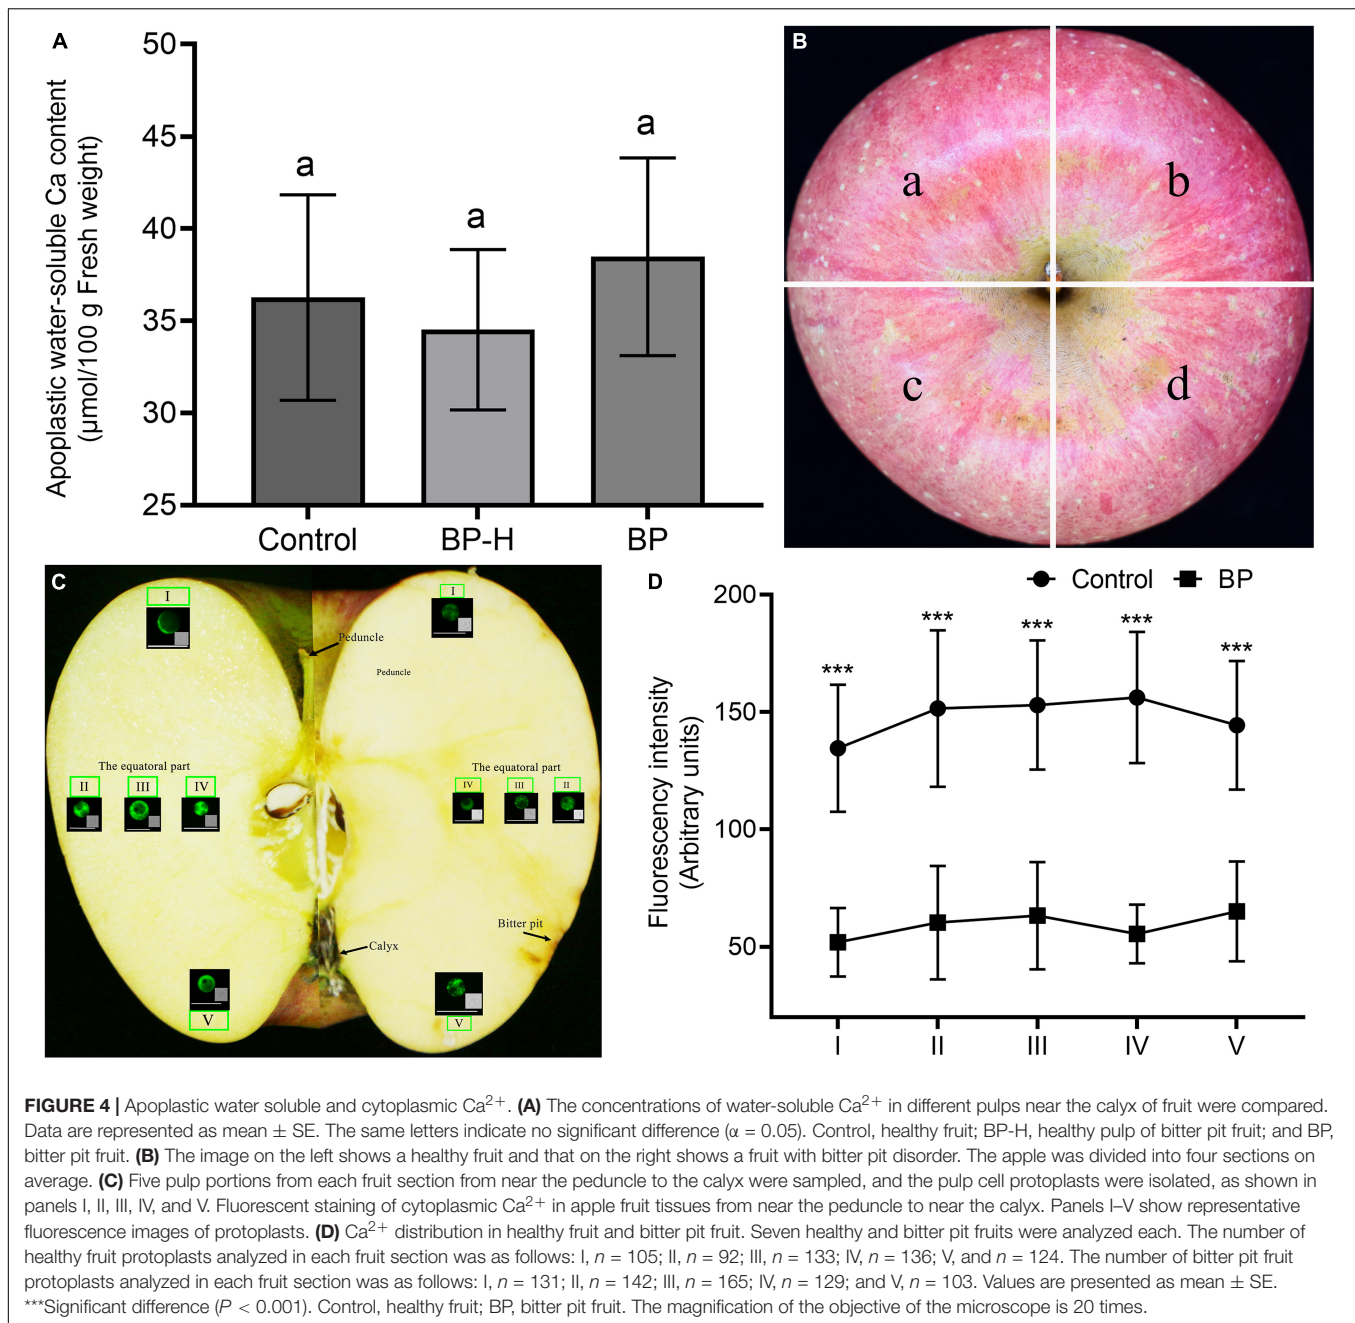 A
50
45
40
35
30
25
Apoplastic water-soluble Ca content
(µmol/100 g Fresh weight)
a
a
a
Control
BP-H
BP
B
a
b
c
d
C
I
I
Peduncle
Peduncle
The equatoral part
II
III
IV
The equatoral part
IV
III
II
Bitter pit
Calyx
V
V
D
Control
BP
200
150
100
50
Fluorescency intensity
(Arbitrary units)
***
***
***
***
***
I
II
III
IV
V
FIGURE 4 | Apoplastic water soluble and cytoplasmic Ca2+. (A) The concentrations of water-soluble Ca2+ in different pulps near the calyx of fruit were compared.
Data are represented as mean ± SE. The same letters indicate no significant difference (α = 0.05). Control, healthy fruit; BP-H, healthy pulp of bitter pit fruit; and BP,
bitter pit fruit. (B) The image on the left shows a healthy fruit and that on the right shows a fruit with bitter pit disorder. The apple was divided into four sections on
average. (C) Five pulp portions from each fruit section from near the peduncle to the calyx were sampled, and the pulp cell protoplasts were isolated, as shown in
panels I, II, III, IV, and V. Fluorescent staining of cytoplasmic Ca2+ in apple fruit tissues from near the peduncle to near the calyx. Panels I–V show representative
fluorescence images of protoplasts. (D) Ca2+ distribution in healthy fruit and bitter pit fruit. Seven healthy and bitter pit fruits were analyzed each. The number of
healthy fruit protoplasts analyzed in each fruit section was as follows: I, n = 105; II, n = 92; III, n = 133; IV, n = 136; V, and n = 124. The number of bitter pit fruit
protoplasts analyzed in each fruit section was as follows: I, n = 131; II, n = 142; III, n = 165; IV, n = 129; and V, n = 103. Values are presented as mean ± SE.
***Significant difference (P < 0.001). Control, healthy fruit; BP, bitter pit fruit. The magnification of the objective of the microscope is 20 times.